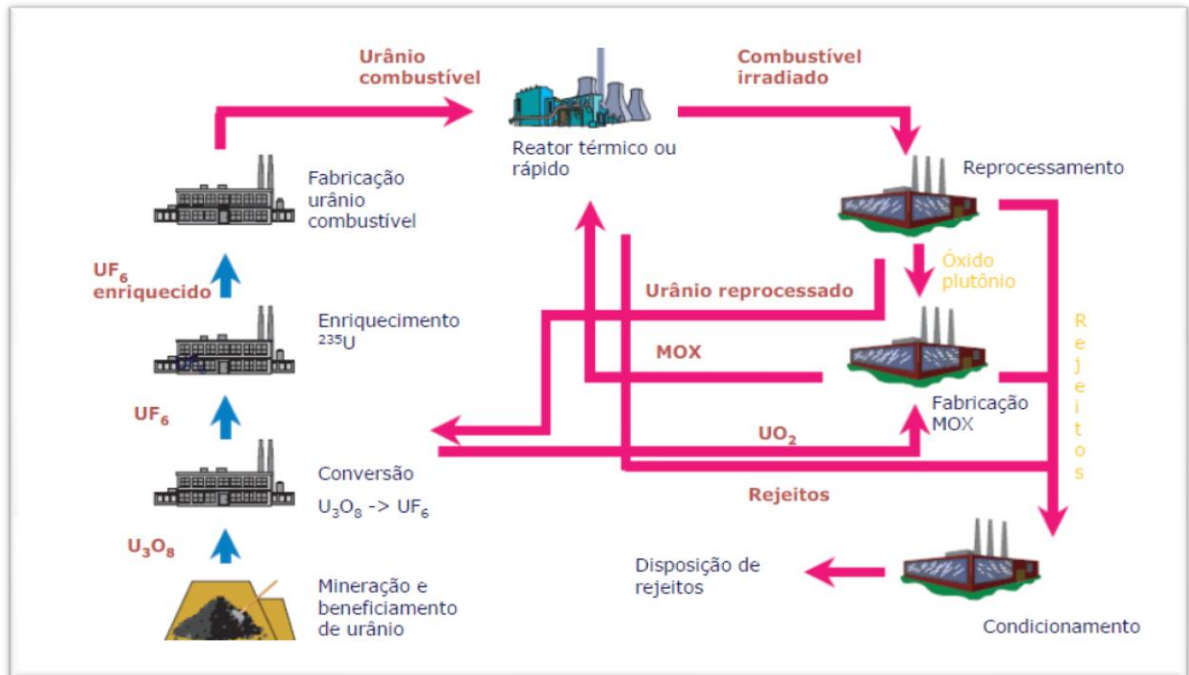 Urânio
combustível
Combustível
irradiado
Reator térmico ou
rápido
Reprocessamento
Fabricação
urânio
combustível
Óxido
plutônio
UF₆
enriquecido
Urânio reprocessado
Enriquecimento
²³⁵U
MOX
Rejeitos
Fabricação
MOX
UF₆
UO₂
Conversão
U₃O₈ -> UF₆
Rejeitos
U₃O₈
Mineração e
beneficiamento
de urânio
Disposição de
rejeitos
Condicionamento